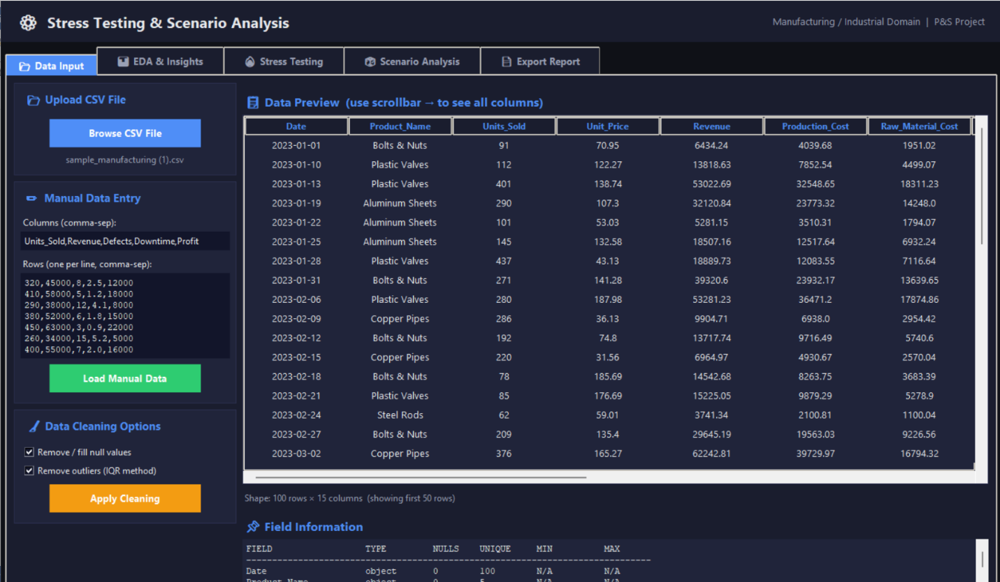 Stress Testing & Scenario Analysis
Manufacturing / Industrial Domain | P&S Project
Data Input
EDA & Insights
Stress Testing
Scenario Analysis
Export Report
Upload CSV File
Browse CSV File
sample_manufacturing (1).csv
Manual Data Entry
Columns (comma-sep):
Units_Sold,Revenue,Defects,Downtime,Profit
Rows (one per line, comma-sep):
320,45000,8,2.5,12000
410,58000,5,1.2,18000
290,38000,12,4.1,8000
380,52000,6,1.8,15000
450,63000,3,0.9,22000
260,34000,15,5.2,5000
400,55000,7,2.0,16000
Load Manual Data
Data Cleaning Options
Remove / fill null values
Remove outliers (IQR method)
Apply Cleaning
Data Preview (use scrollbar → to see all columns)
Date Product_Name Units_Sold Unit_Price Revenue Production_Cost Raw_Material_Cost
2023-01-01 Bolts & Nuts 91 70.95 6434.24 4039.68 1951.02
2023-01-10 Plastic Valves 112 122.27 13818.63 7852.54 4499.07
2023-01-13 Plastic Valves 401 138.74 53022.69 32548.65 18311.23
2023-01-19 Aluminum Sheets 290 107.3 32120.84 23773.32 14248.0
2023-01-22 Aluminum Sheets 101 53.03 5281.15 3510.31 1794.07
2023-01-25 Aluminum Sheets 145 132.58 18507.16 12517.64 6932.24
2023-01-28 Plastic Valves 437 43.13 18889.73 12083.55 7116.64
2023-01-31 Bolts & Nuts 271 141.28 39320.6 23932.17 13639.65
2023-02-06 Plastic Valves 280 187.98 53281.23 36471.2 17874.86
2023-02-09 Copper Pipes 286 36.13 9904.71 6938.0 2954.42
2023-02-12 Bolts & Nuts 192 74.8 13717.74 9716.49 5740.6
2023-02-15 Copper Pipes 220 31.56 6964.97 4930.67 2570.04
2023-02-18 Bolts & Nuts 78 185.69 14542.68 8263.75 3683.39
2023-02-21 Plastic Valves 85 176.69 15225.05 9879.29 5278.9
2023-02-24 Steel Rods 62 59.01 3741.34 2100.81 1100.04
2023-02-27 Bolts & Nuts 209 135.4 29645.19 19563.03 9226.56
2023-03-02 Copper Pipes 376 165.27 62242.81 39729.97 16794.32
Shape: 100 rows × 15 columns (showing first 50 rows)
Field Information
FIELD TYPE NULLS UNIQUE MIN MAX
--------------------------------------------------------------------------------
Date object 0 100 N/A N/A
Product_Name object 0 5 N/A N/A